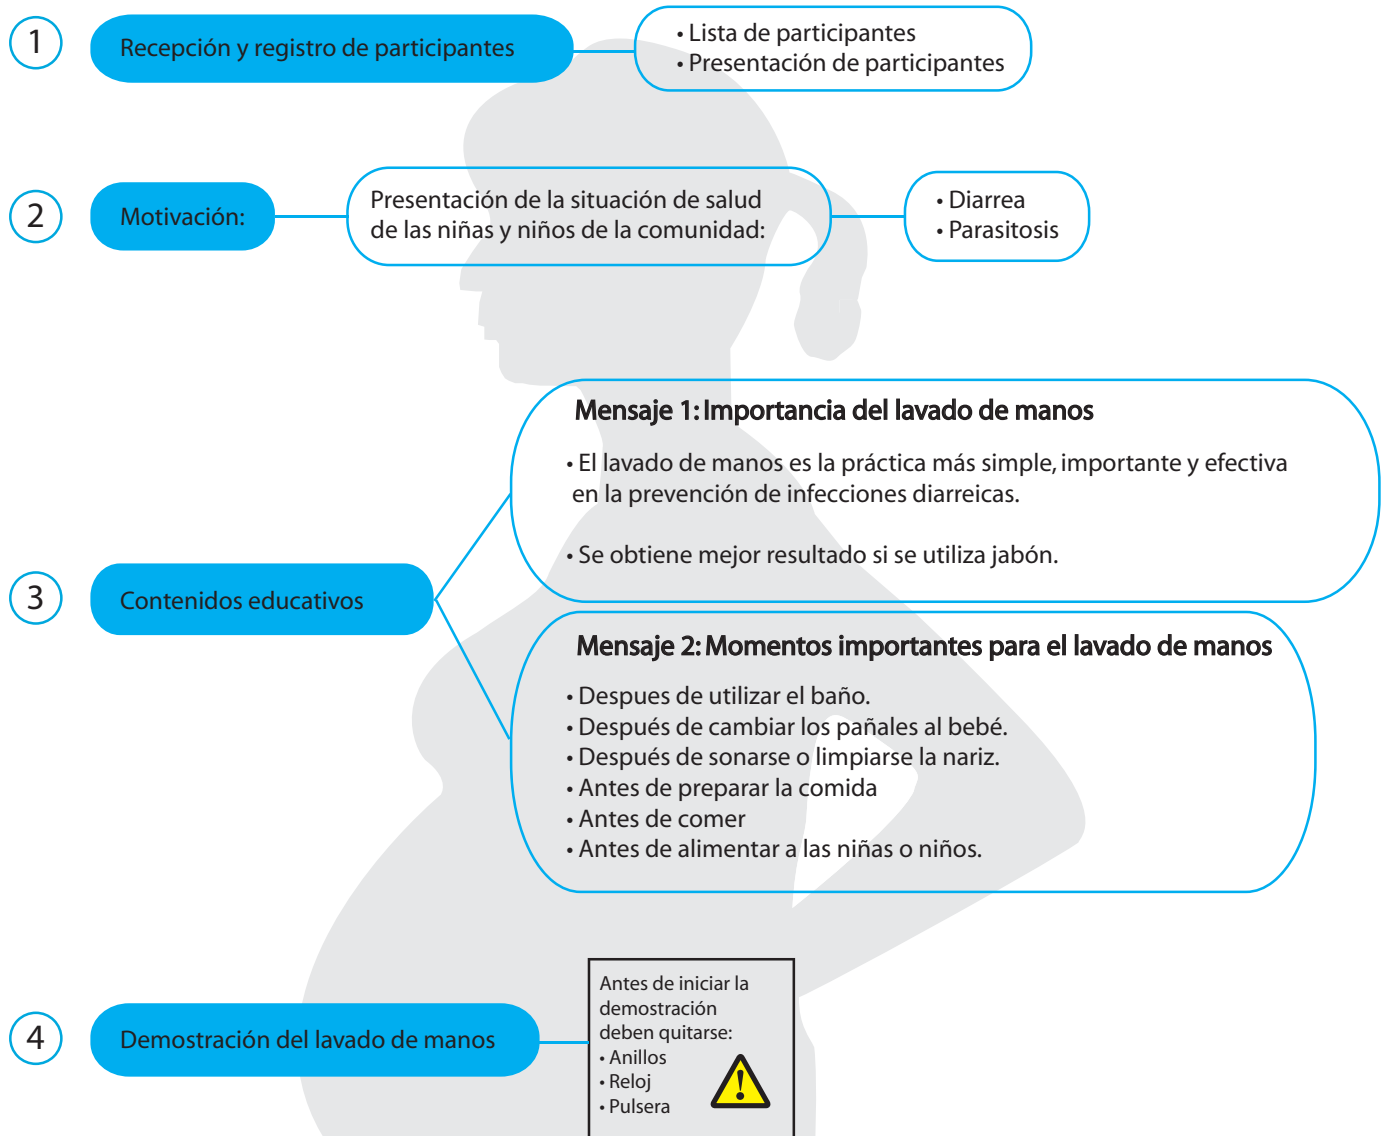 1
Recepción y registro de participantes
• Lista de participantes
• Presentación de participantes
2
Motivación:
Presentación de la situación de salud
de las niñas y niños de la comunidad:
• Diarrea
• Parasitosis
3
Contenidos educativos
Mensaje 1: Importancia del lavado de manos
• El lavado de manos es la práctica más simple, importante y efectiva
en la prevención de infecciones diarreicas.
• Se obtiene mejor resultado si se utiliza jabón.
Mensaje 2: Momentos importantes para el lavado de manos
• Despues de utilizar el baño.
• Después de cambiar los pañales al bebé.
• Después de sonarse o limpiarse la nariz.
• Antes de preparar la comida
• Antes de comer
• Antes de alimentar a las niñas o niños.
4
Demostración del lavado de manos
Antes de iniciar la
demostración
deben quitarse:
• Anillos
• Reloj
• Pulsera
!